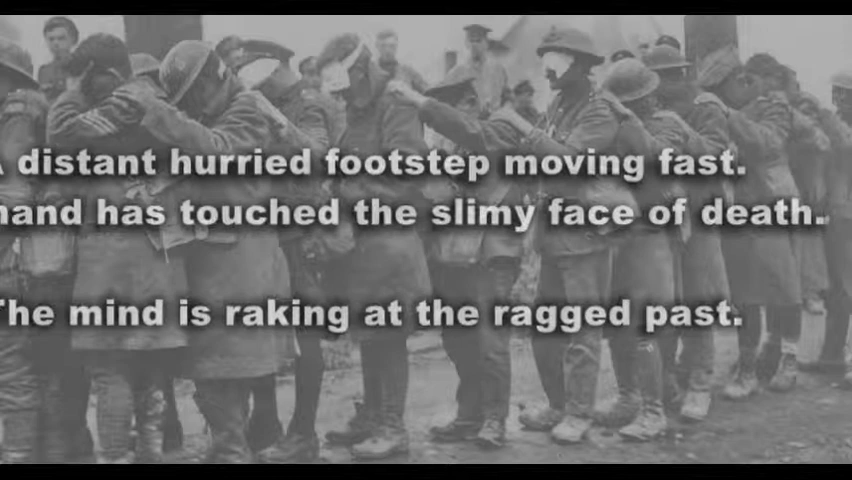 A distant hurried footstep moving fast.
hand has touched the slimy face of death.
The mind is raking at the ragged past.